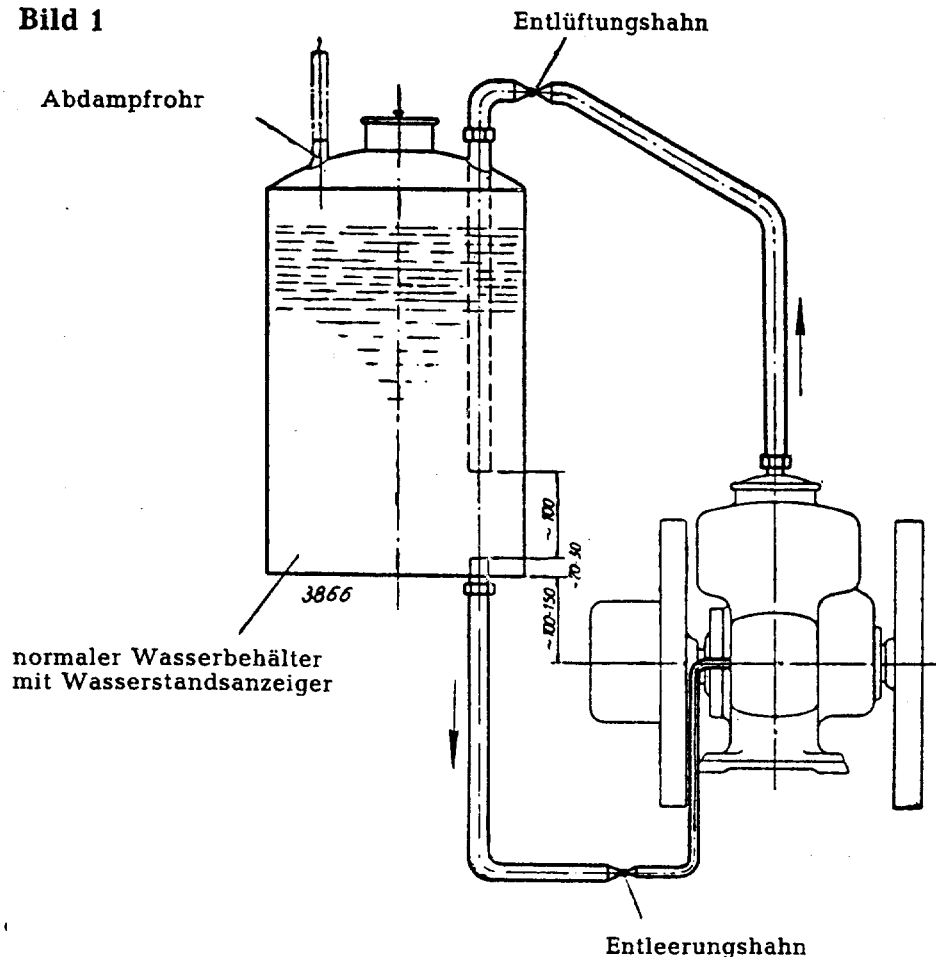 Bild 1
Entlüftungshahn
Abdampfrohr
~ 100
~20-30
~100-150
3866
normaler Wasserbehälter
mit Wasserstandsanzeiger
Entleerungshahn